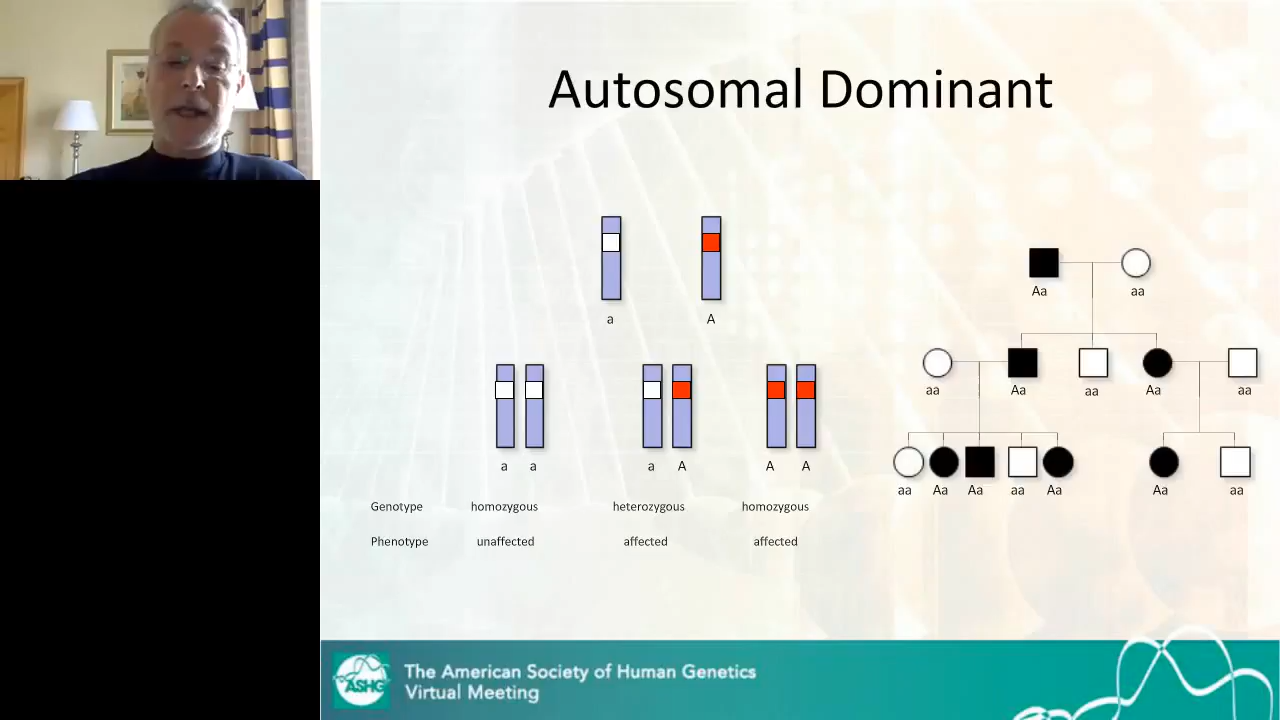 Autosomal Dominant
a A
a a a A A A
Genotype homozygous heterozygous homozygous
Phenotype unaffected affected affected
Aa aa
aa Aa aa Aa aa
aa Aa Aa aa Aa Aa aa
ASHG
The American Society of Human Genetics
Virtual Meeting